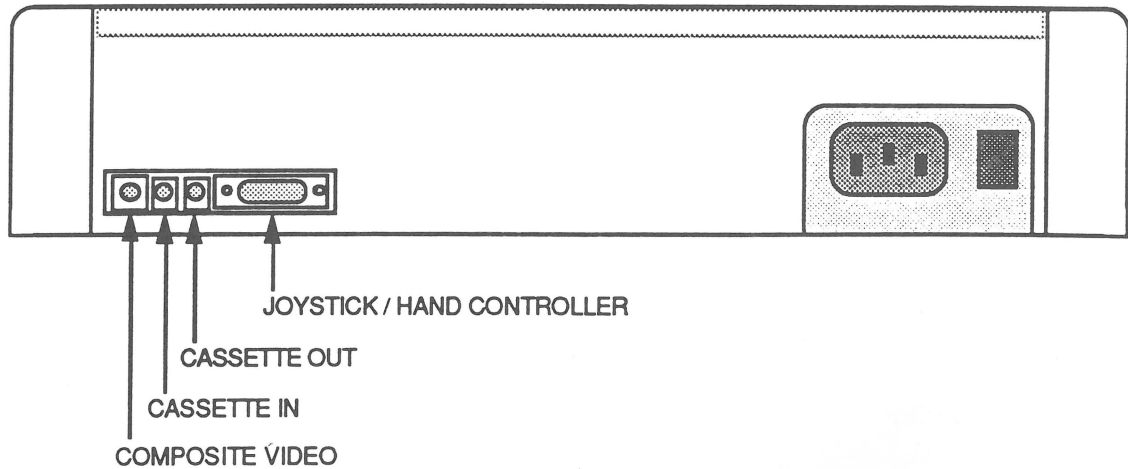 JOYSTICK / HAND CONTROLLER
CASSETTE OUT
CASSETTE IN
COMPOSITE VIDEO